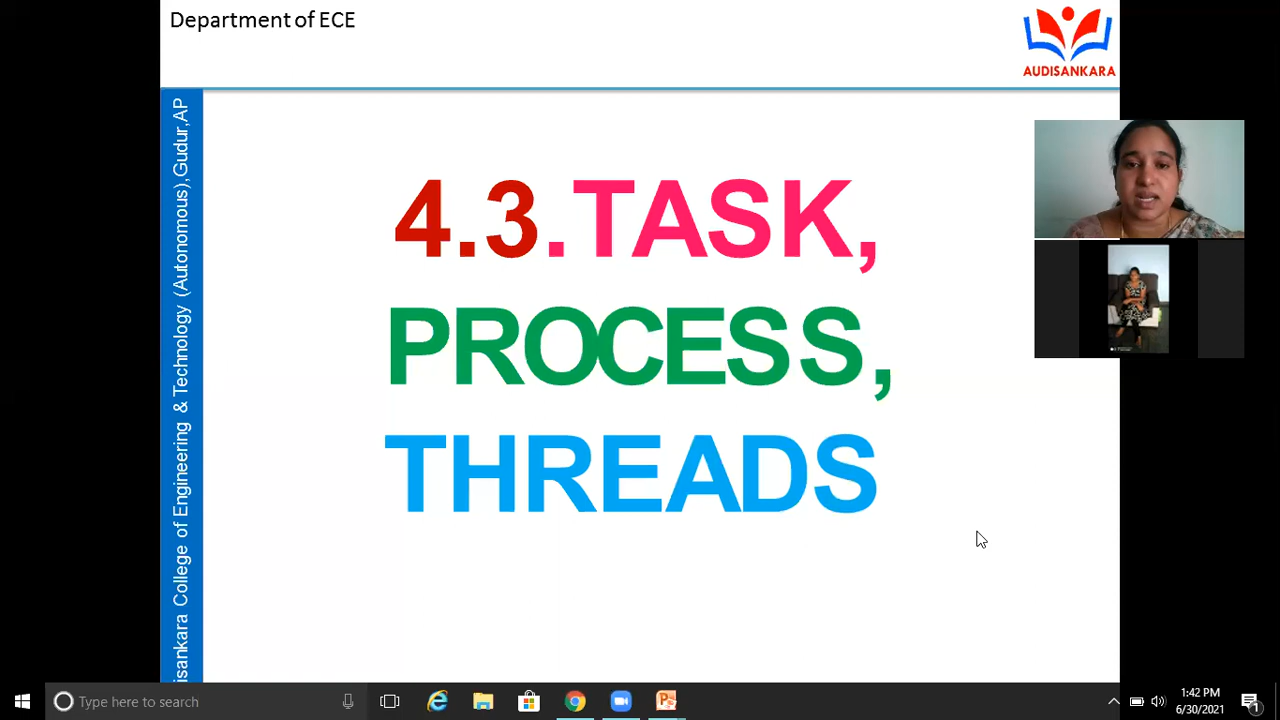 Department of ECE
AUDISANKARA
isankara College of Engineering & Technology (Autonomous),Gudur,AP
4.3.TASK,
PROCESS,
THREADS
Type here to search
1:42 PM
6/30/2021
1